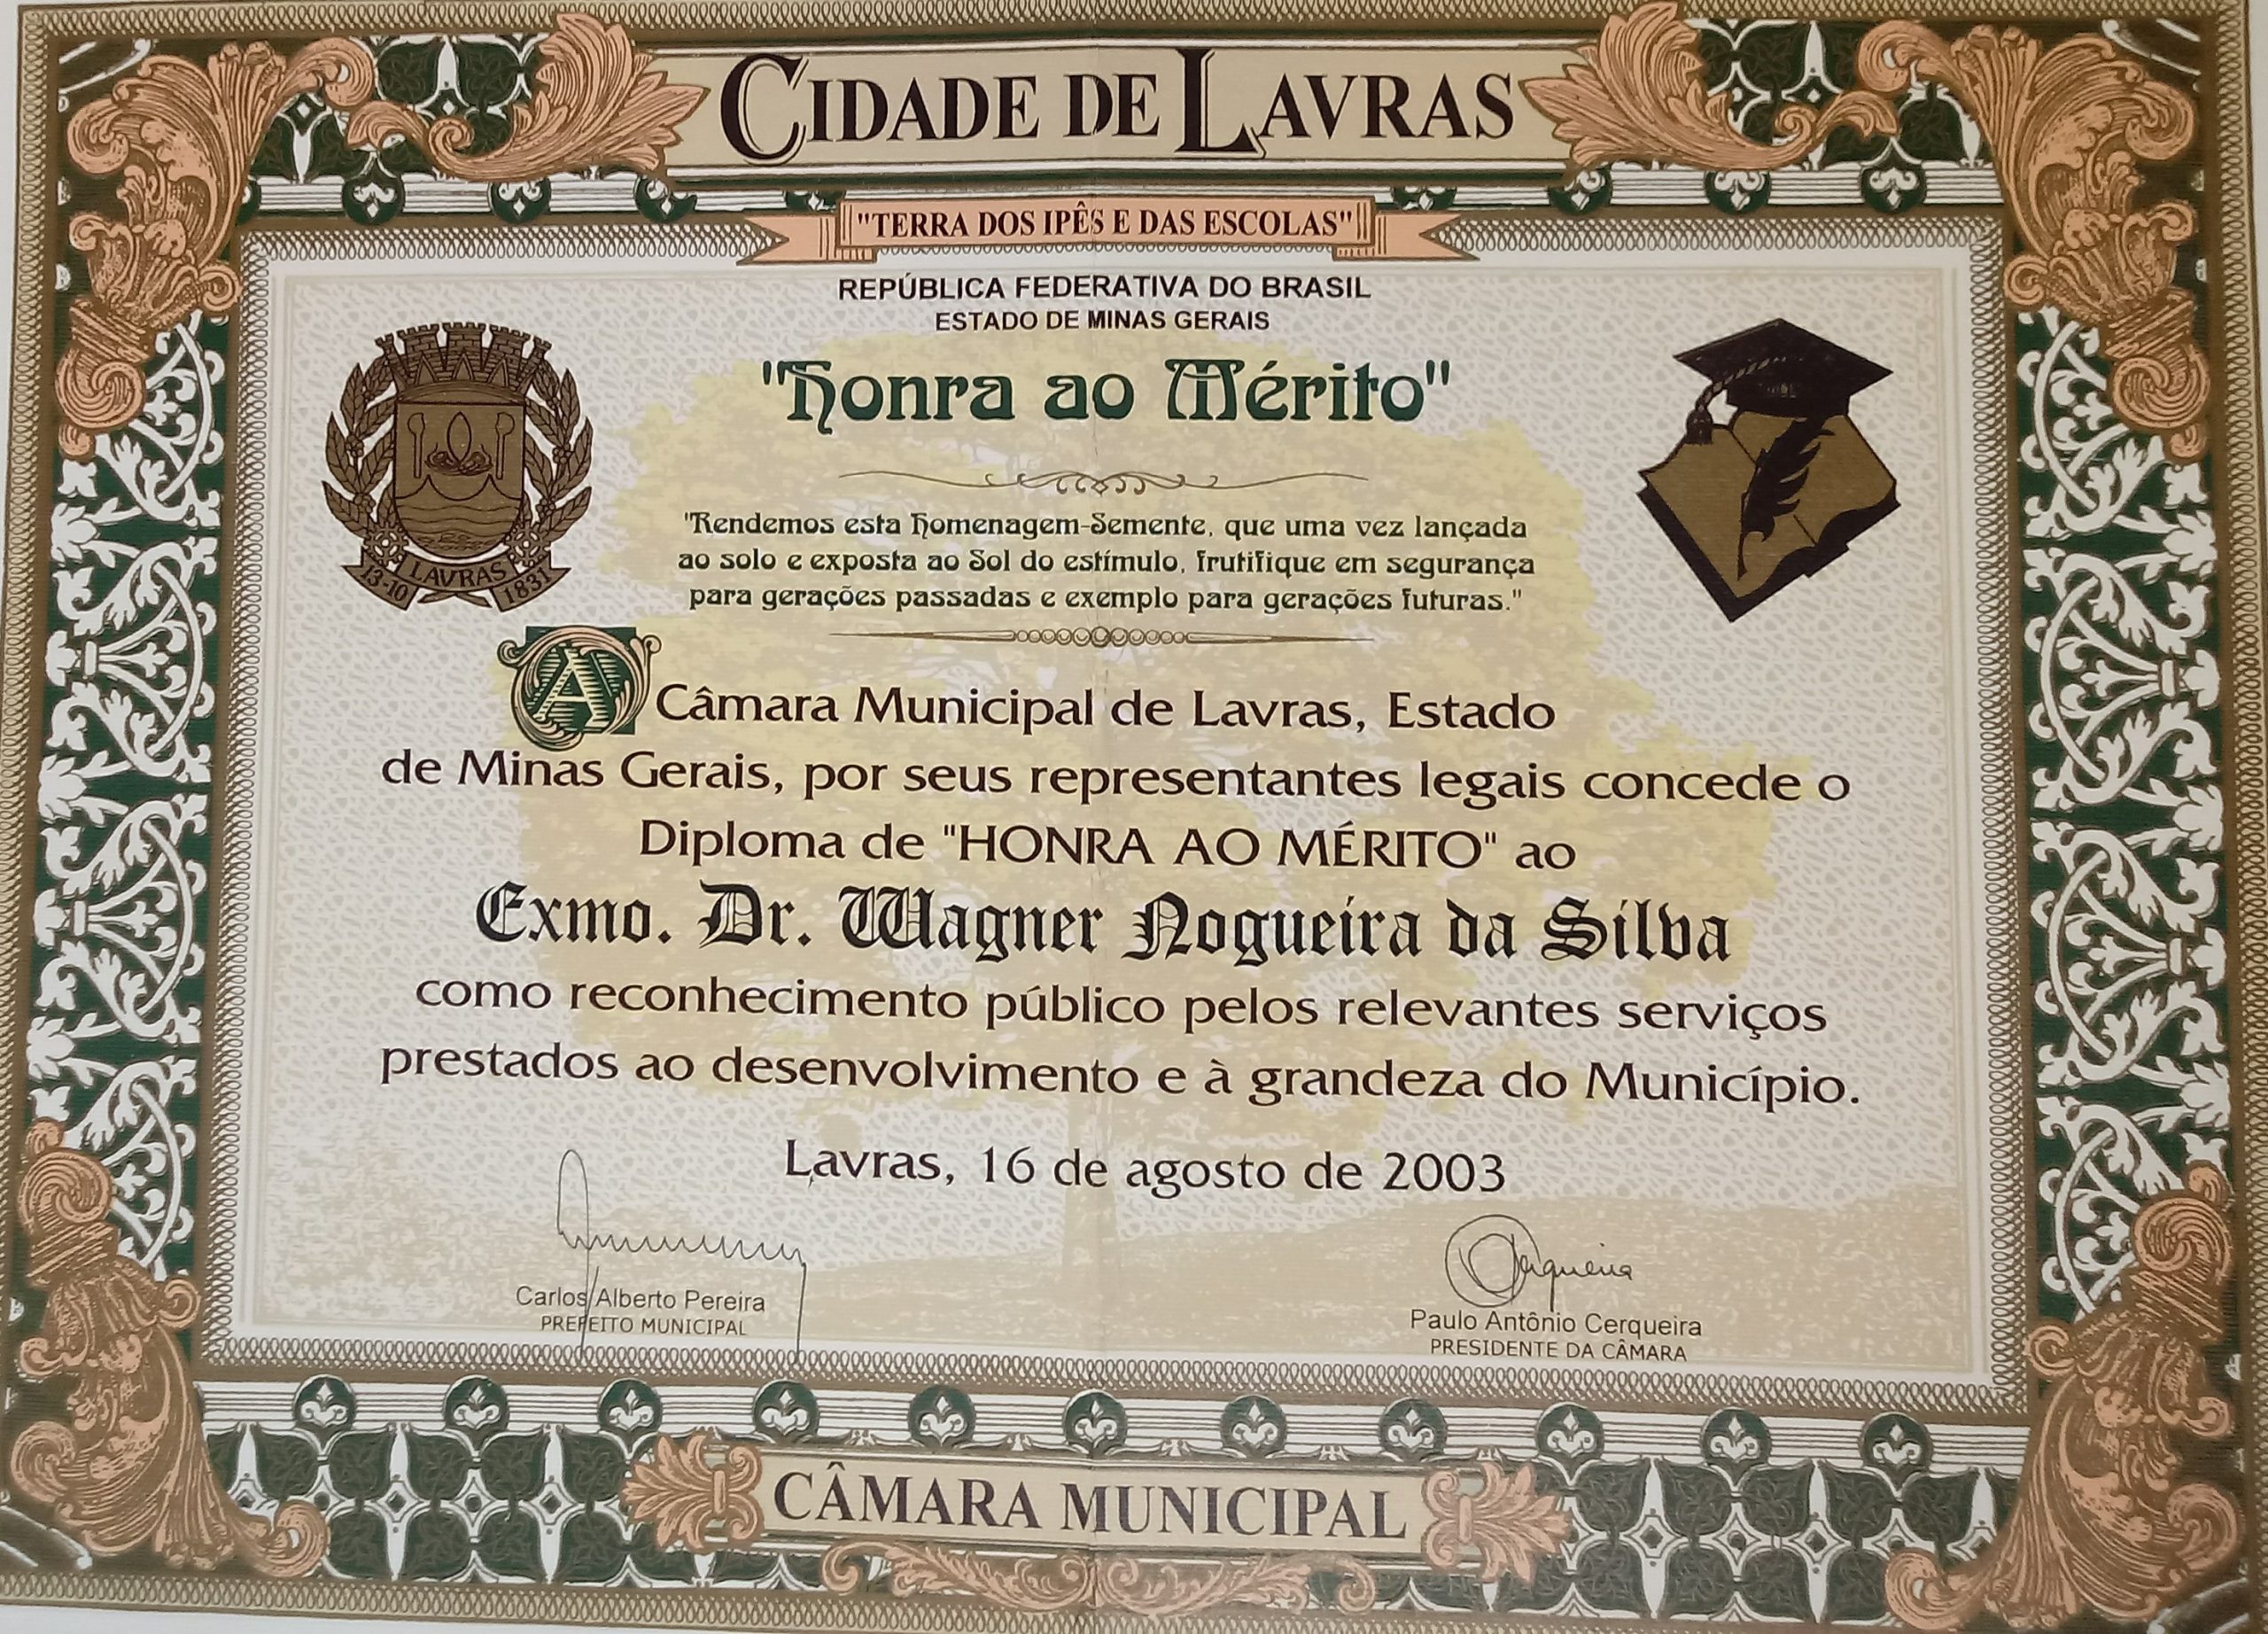 CIDADE DE LAVRAS
"TERRA DOS IPÊS E DAS ESCOLAS"
REPÚBLICA FEDERATIVA DO BRASIL
ESTADO DE MINAS GERAIS
"Honra ao Mérito"
"Rendemos esta Homenagem-Semente, que uma vez lançada
ao solo e exposta ao Sol do estímulo, frutifique em segurança
para gerações passadas e exemplo para gerações futuras."
13-10 LAVRAS 1831
A Câmara Municipal de Lavras, Estado
de Minas Gerais, por seus representantes legais concede o
Diploma de "HONRA AO MÉRITO" ao
Exmo. Dr. Wagner Nogueira da Silva
como reconhecimento público pelos relevantes serviços
prestados ao desenvolvimento e à grandeza do Município.
Lavras, 16 de agosto de 2003
Carlos Alberto Pereira
PREFEITO MUNICIPAL
Cerqueira
Paulo Antônio Cerqueira
PRESIDENTE DA CÂMARA
CÂMARA MUNICIPAL